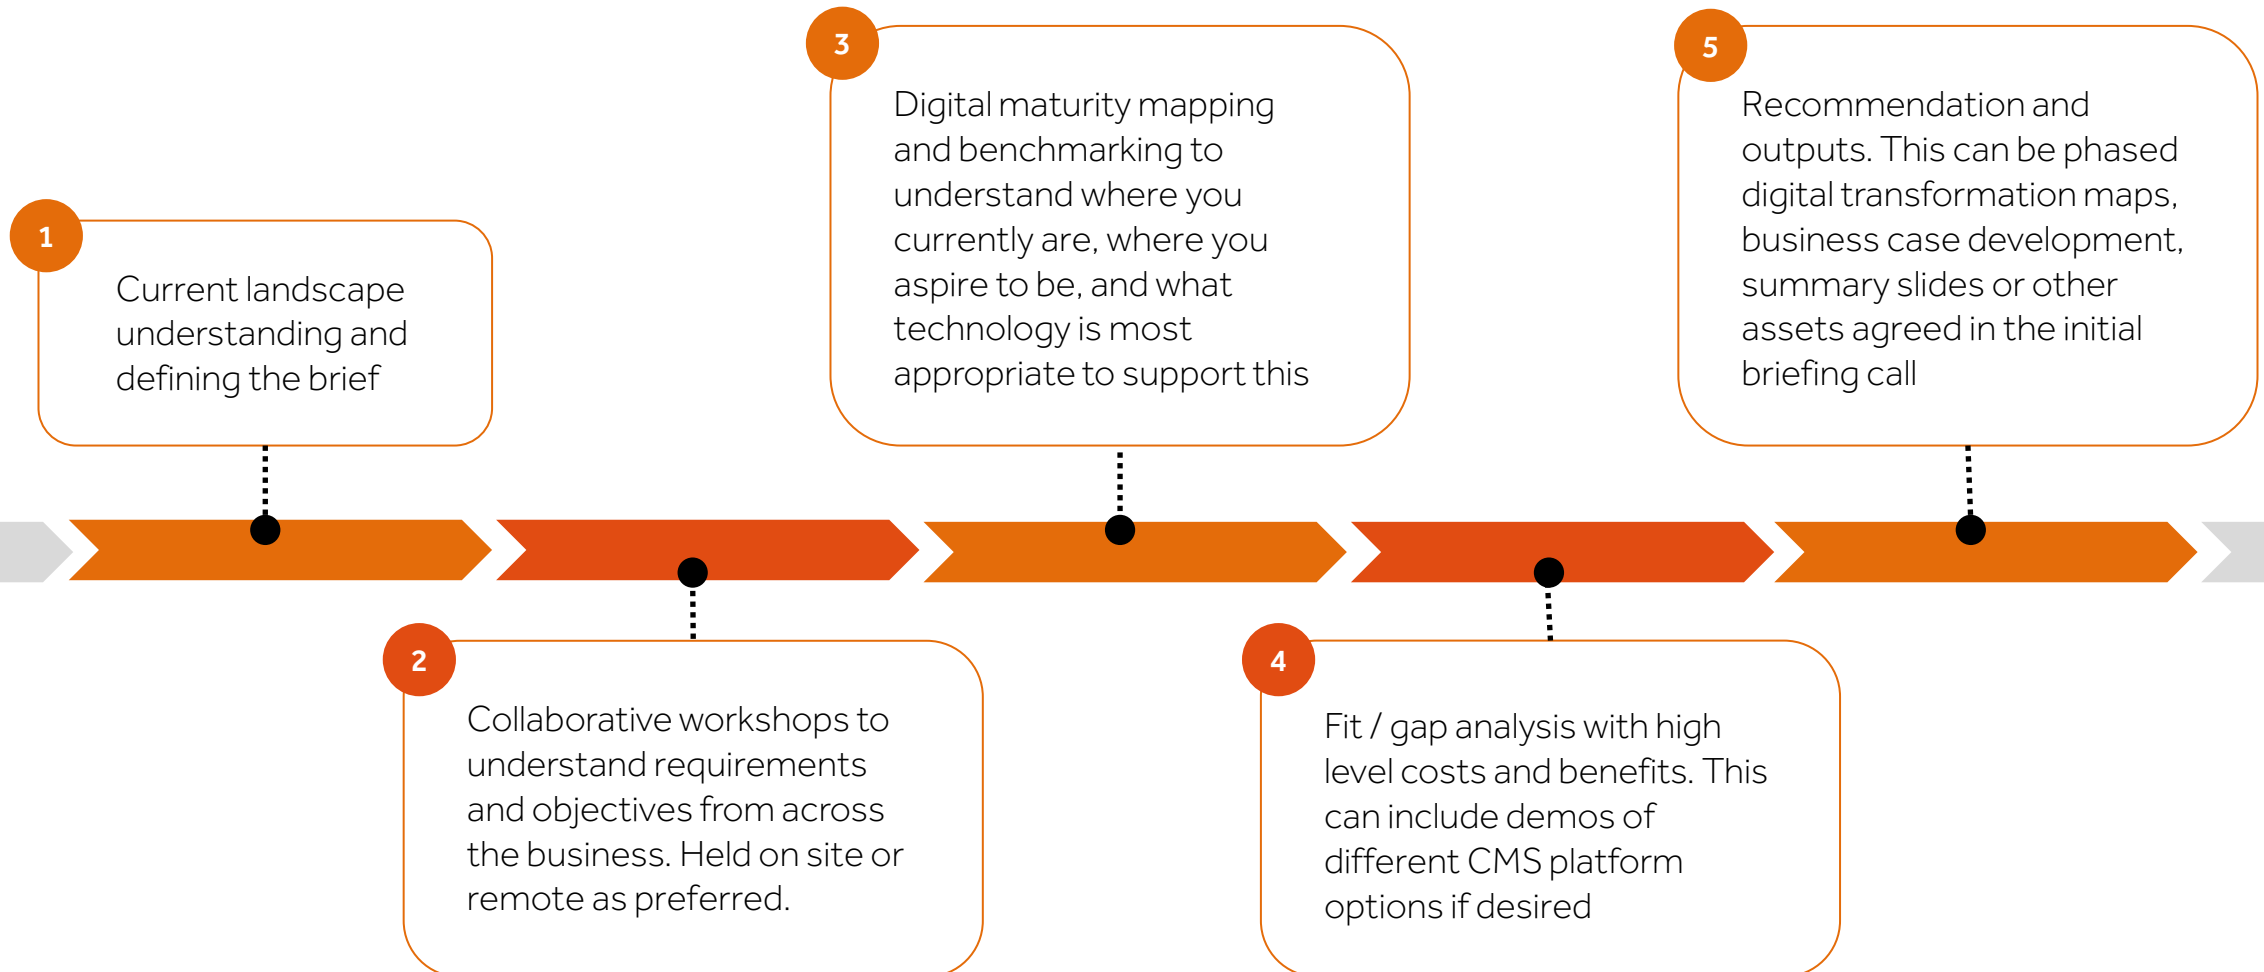 1
Current landscape
understanding and
defining the brief
2
Collaborative workshops to
understand requirements
and objectives from across
the business. Held on site or
remote as preferred.
3
Digital maturity mapping
and benchmarking to
understand where you
currently are, where you
aspire to be, and what
technology is most
appropriate to support this
4
Fit / gap analysis with high
level costs and benefits. This
can include demos of
different CMS platform
options if desired
5
Recommendation and
outputs. This can be phased
digital transformation maps,
business case development,
summary slides or other
assets agreed in the initial
briefing call